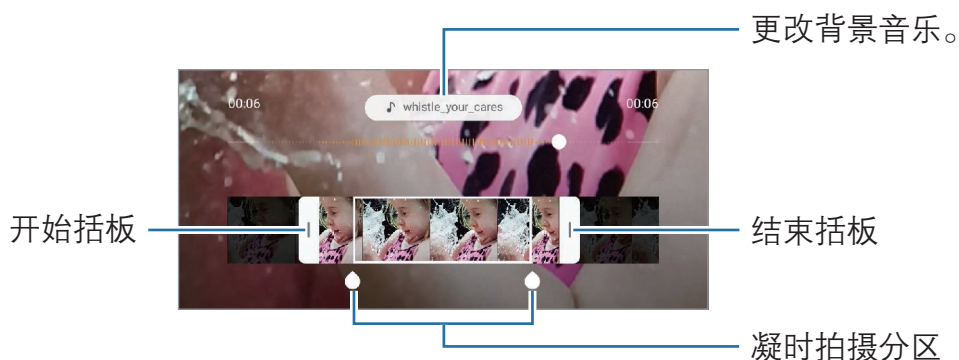 更改背景音乐。
00:06
whistle_your_cares
00:06
开始括板
结束括板
凝时拍摄分区